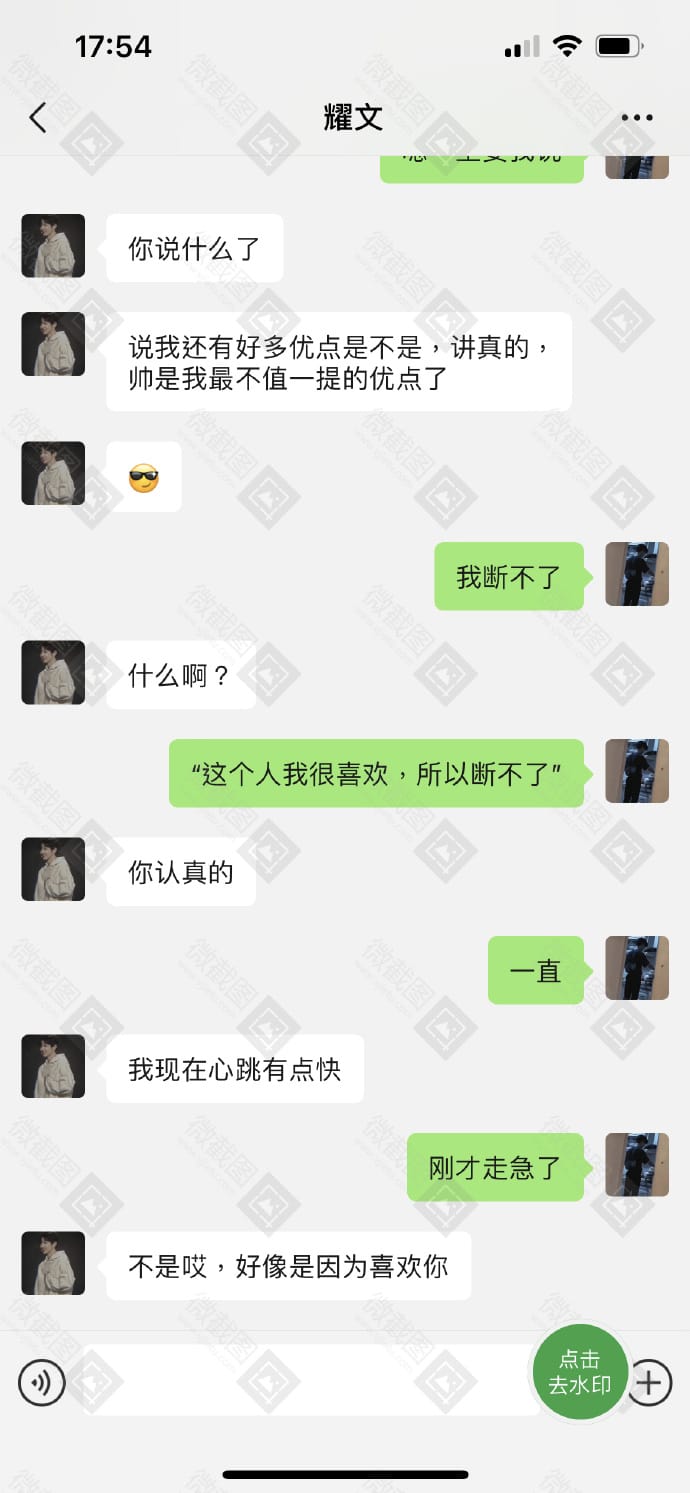 17:54
耀文
你说什么了
说我还有好多优点是不是，讲真的，
帅是我最不值一提的优点了
我断不了
什么啊？
“这个人我很喜欢，所以断不了”
你认真的
一直
我现在心跳有点快
刚才走急了
不是哎，好像是因为喜欢你
点击
去水印
微截图